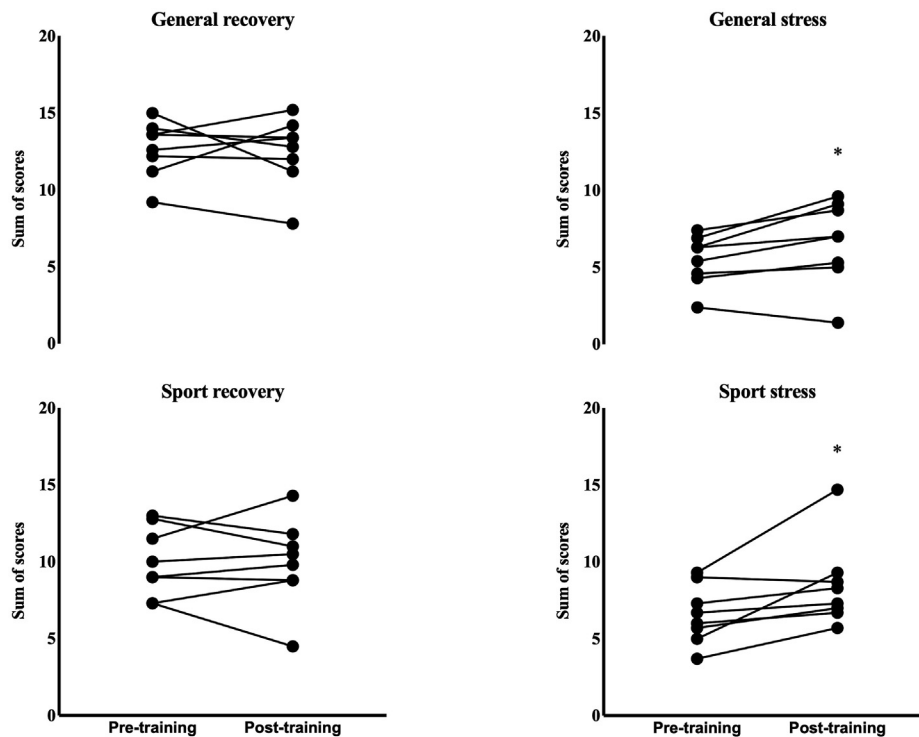 General recovery
20
15
10
5
0
Sum of scores
General stress
20
15
10
5
0
Sum of scores
*
Sport recovery
20
15
10
5
0
Sum of scores
Pre-training Post-training
Sport stress
20
15
10
5
0
Sum of scores
*
Pre-training Post-training